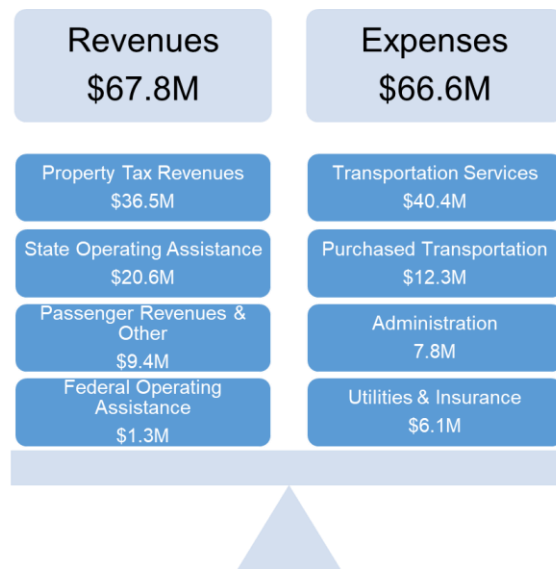 Revenues
$67.8M
Expenses
$66.6M
Property Tax Revenues
$36.5M
State Operating Assistance
$20.6M
Passenger Revenues &
Other
$9.4M
Federal Operating
Assistance
$1.3M
Transportation Services
$40.4M
Purchased Transportation
$12.3M
Administration
7.8M
Utilities & Insurance
$6.1M